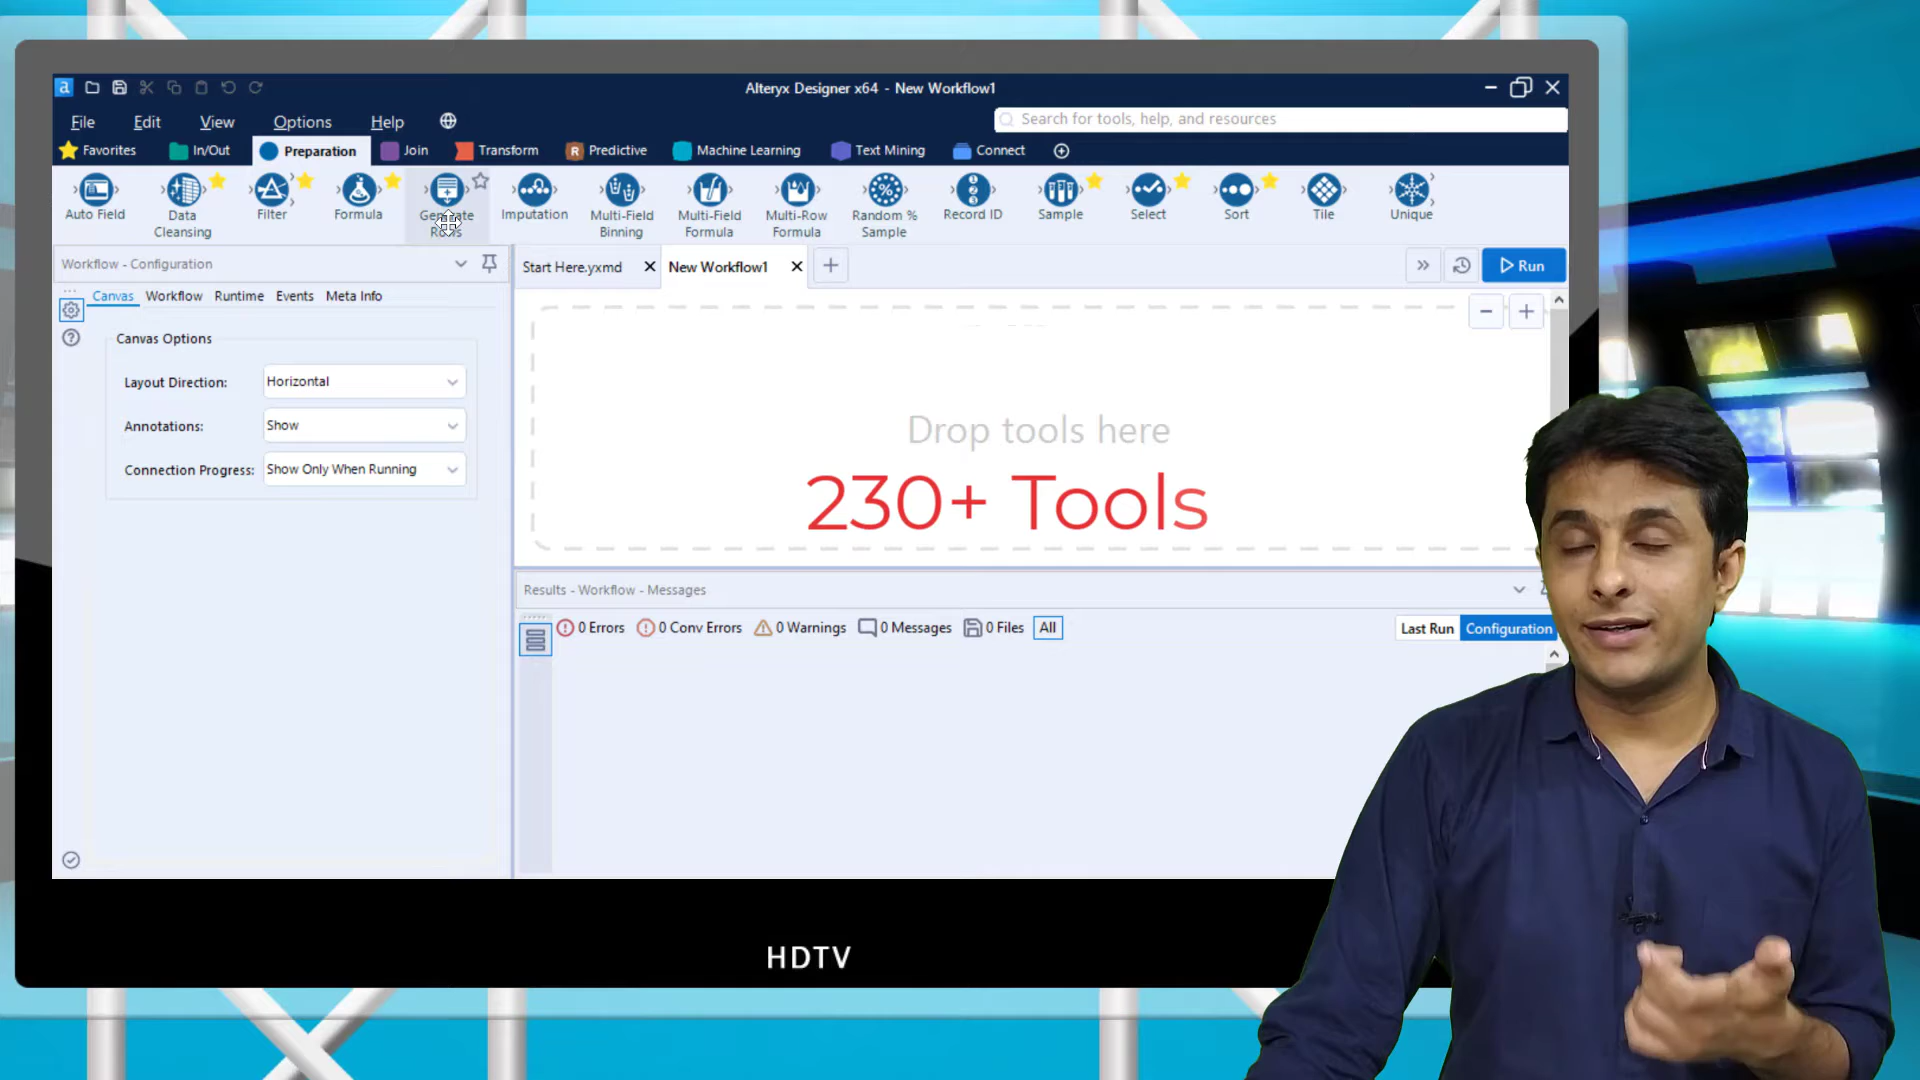 a
Alteryx Designer x64 - New Workflow1
File Edit View Options Help
Search for tools, help, and resources
Favorites In/Out Preparation Join Transform R Predictive Machine Learning Text Mining Connect
Auto Field
Data
Cleansing
Filter
Formula
Generate
Rows
Imputation
Multi-Field
Binning
Multi-Field
Formula
Multi-Row
Formula
Random %
Sample
Record ID
Sample
Select
Sort
Tile
Unique
Workflow - Configuration
Start Here.yxmd
New Workflow1
Run
Canvas Workflow Runtime Events Meta Info
Canvas Options
Layout Direction: Horizontal
Annotations: Show
Connection Progress: Show Only When Running
Drop tools here
230+ Tools
Results - Workflow - Messages
0 Errors 0 Conv Errors 0 Warnings 0 Messages 0 Files All
Last Run Configuration
HDTV